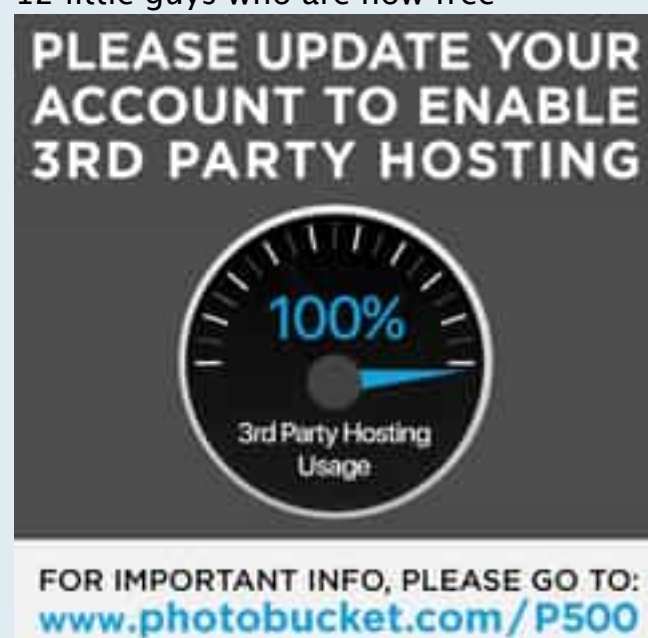 12 little guys who are now free
PLEASE UPDATE YOUR
ACCOUNT TO ENABLE
3RD PARTY HOSTING
100%
3rd Party Hosting
Usage
FOR IMPORTANT INFO, PLEASE GO TO:
www.photobucket.com/P500